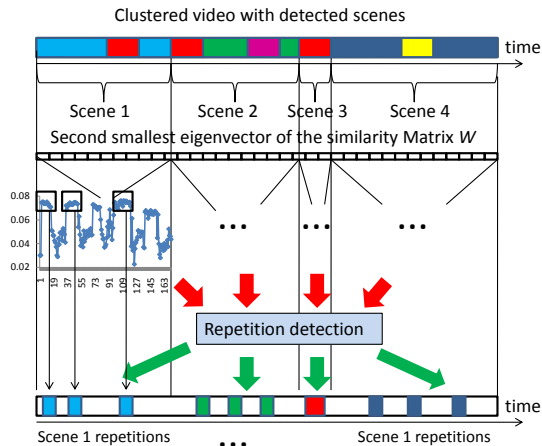 Clustered video with detected scenes
time
Scene 1 Scene 2 Scene 3 Scene 4
Second smallest eigenvector of the similarity Matrix W
0.08
0.06
0.04
0.02
1 19 37 55 73 91 109 127 145 163
... ... ...
Repetition detection
time
Scene 1 repetitions ... Scene 1 repetitions